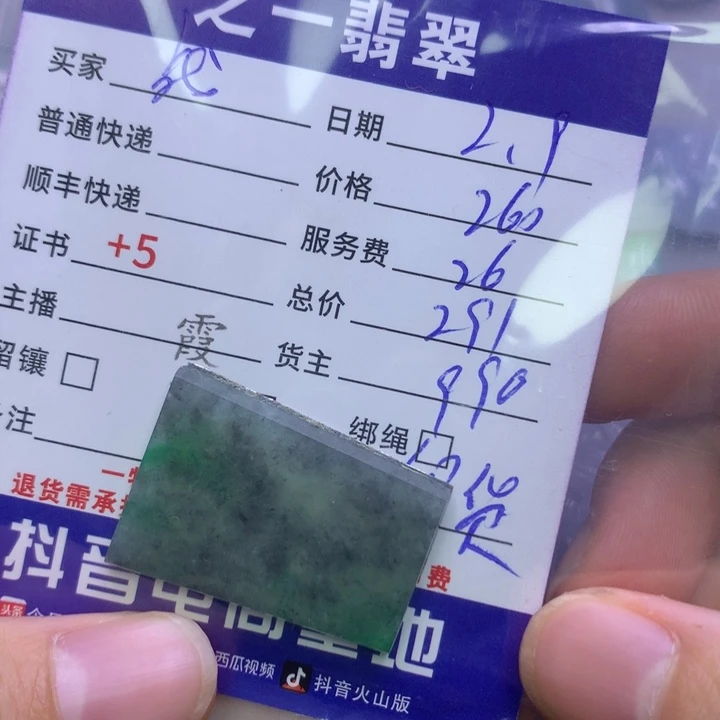 之一翡翠
买家
日期 2.9
普通快递
价格 260
顺丰快递
服务费 26
证书 +5
总价 291
主播 霞
货主 990
留镶
绑绳
注
退货需承
费
抖音电商基地
头条
西瓜视频 抖音火山版